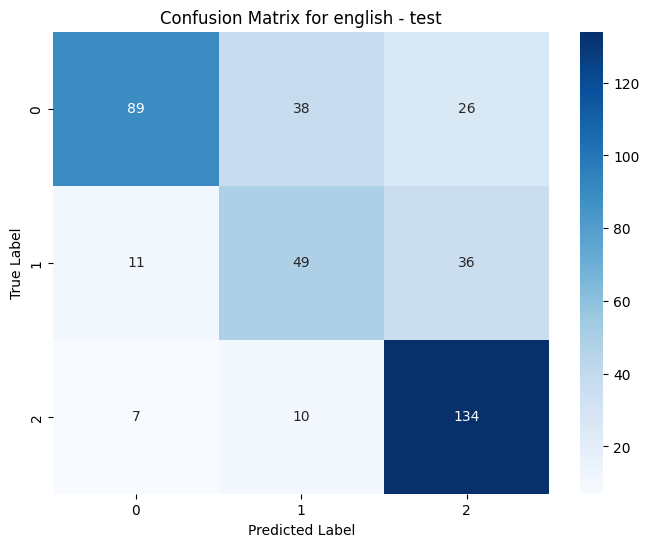 Confusion Matrix for english - test
True Label
0
1
2
89 38 26
11 49 36
7 10 134
0 1 2
Predicted Label
120
100
80
60
40
20